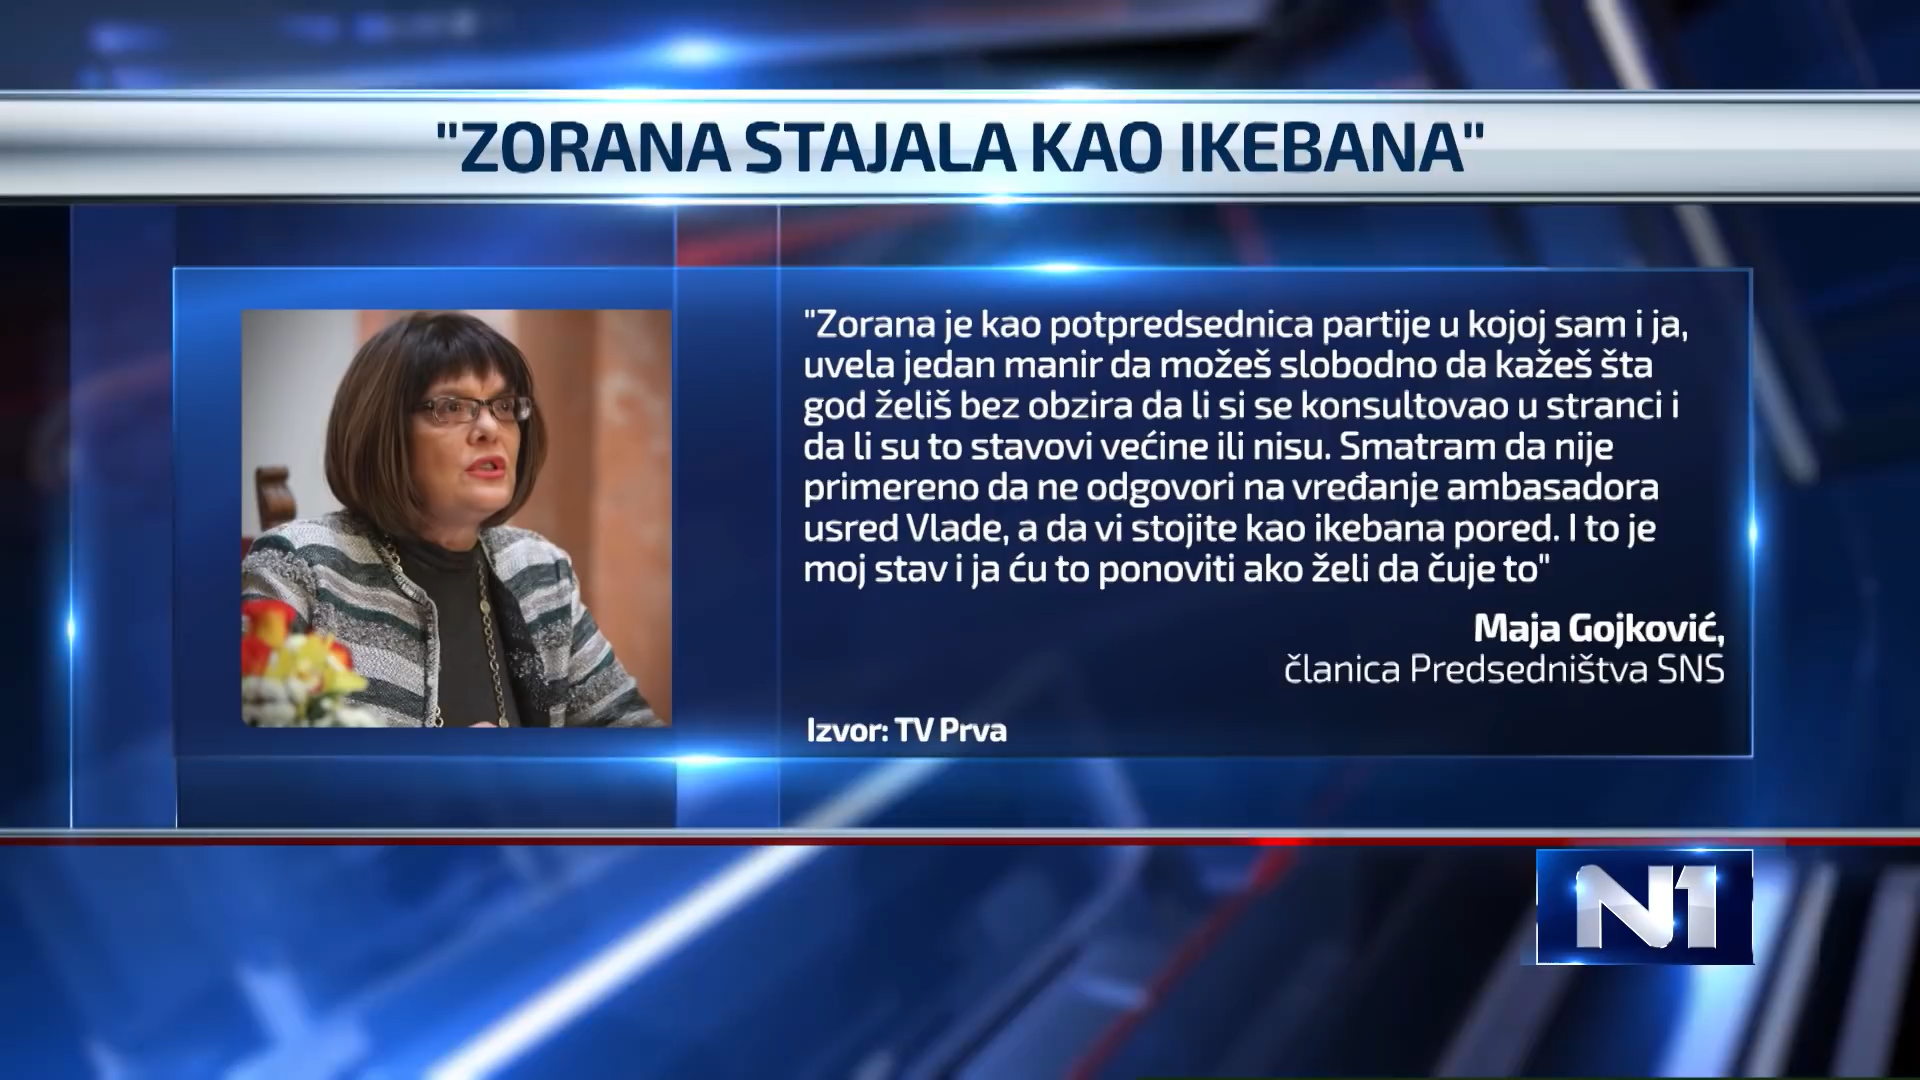 "ZORANA STAJALA KAO IKEBANA"
"Zorana je kao potpredsednica partije u kojoj sam i ja,
uvela jedan manir da možeš slobodno da kažeš šta
god želiš bez obzira da li si se konsultovao u stranci i
da li su to stavovi većine ili nisu. Smatram da nije
primereno da ne odgovori na vređanje ambasadora
usred Vlade, a da vi stojite kao ikebana pored. I to je
moj stav i ja ću to ponoviti ako želi da čuje to"
Maja Gojković,
članica Predsedništva SNS
Izvor: TV Prva
N1